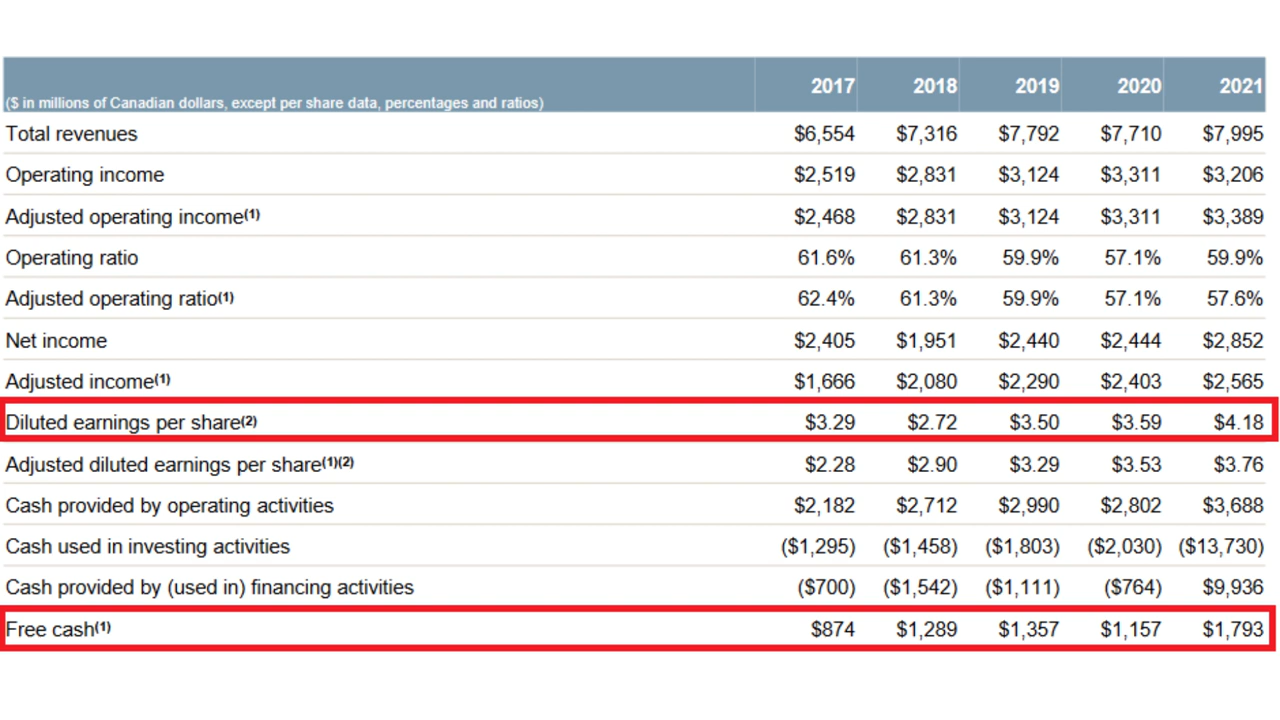 2017 2018 2019 2020 2021
($ in millions of Canadian dollars, except per share data, percentages and ratios)
Total revenues $6,554 $7,316 $7,792 $7,710 $7,995
Operating income $2,519 $2,831 $3,124 $3,311 $3,206
Adjusted operating income(1) $2,468 $2,831 $3,124 $3,311 $3,389
Operating ratio 61.6% 61.3% 59.9% 57.1% 59.9%
Adjusted operating ratio(1) 62.4% 61.3% 59.9% 57.1% 57.6%
Net income $2,405 $1,951 $2,440 $2,444 $2,852
Adjusted income(1) $1,666 $2,080 $2,290 $2,403 $2,565
Diluted earnings per share(2) $3.29 $2.72 $3.50 $3.59 $4.18
Adjusted diluted earnings per share(1)(2) $2.28 $2.90 $3.29 $3.53 $3.76
Cash provided by operating activities $2,182 $2,712 $2,990 $2,802 $3,688
Cash used in investing activities ($1,295) ($1,458) ($1,803) ($2,030) ($13,730)
Cash provided by (used in) financing activities ($700) ($1,542) ($1,111) ($764) $9,936
Free cash(1) $874 $1,289 $1,357 $1,157 $1,793